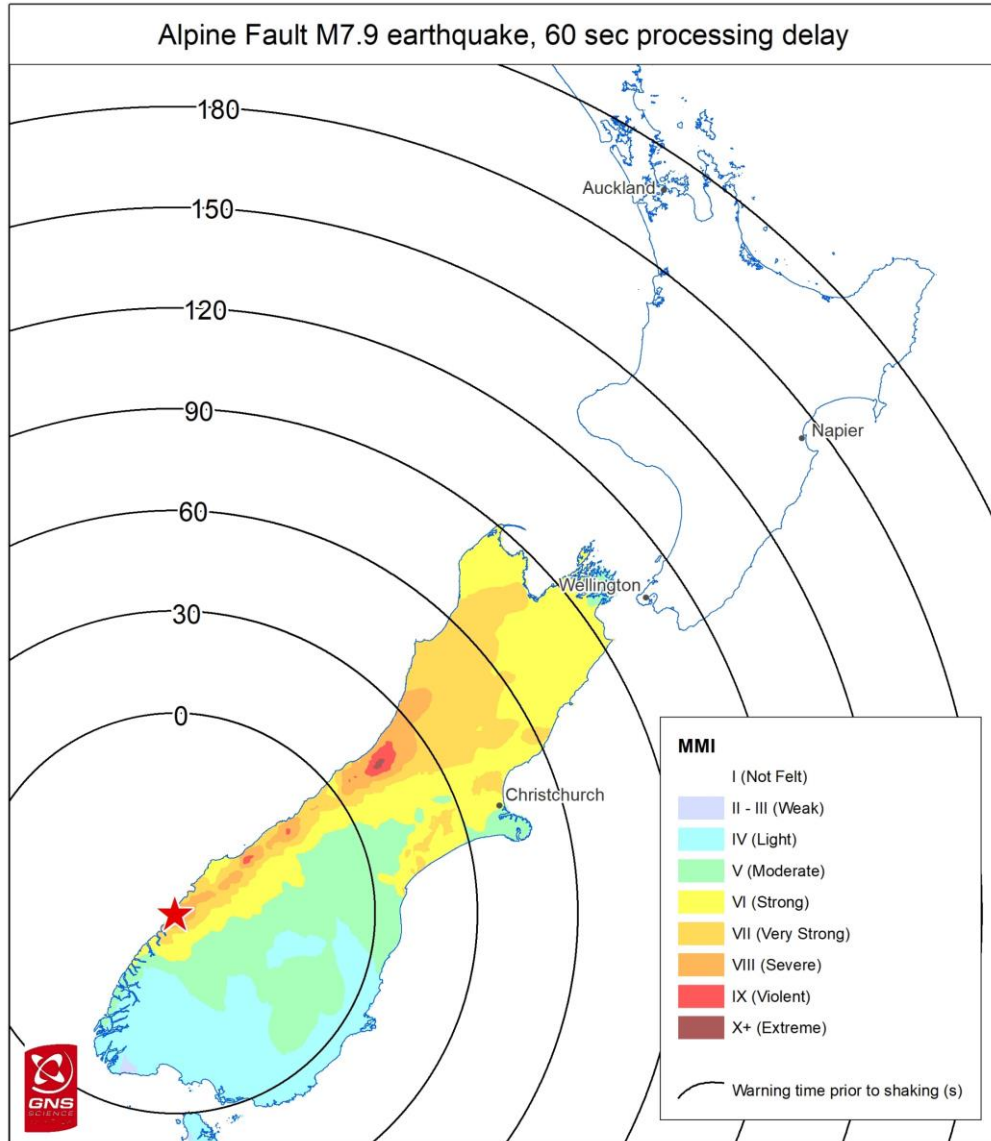 Alpine Fault M7.9 earthquake, 60 sec processing delay
180
Auckland
150
120
90
Napier
60
Wellington
30
0
Christchurch
MMI
I (Not Felt)
II - III (Weak)
IV (Light)
V (Moderate)
VI (Strong)
VII (Very Strong)
VIII (Severe)
IX (Violent)
X+ (Extreme)
Warning time prior to shaking (s)
GNS
SCIENCE